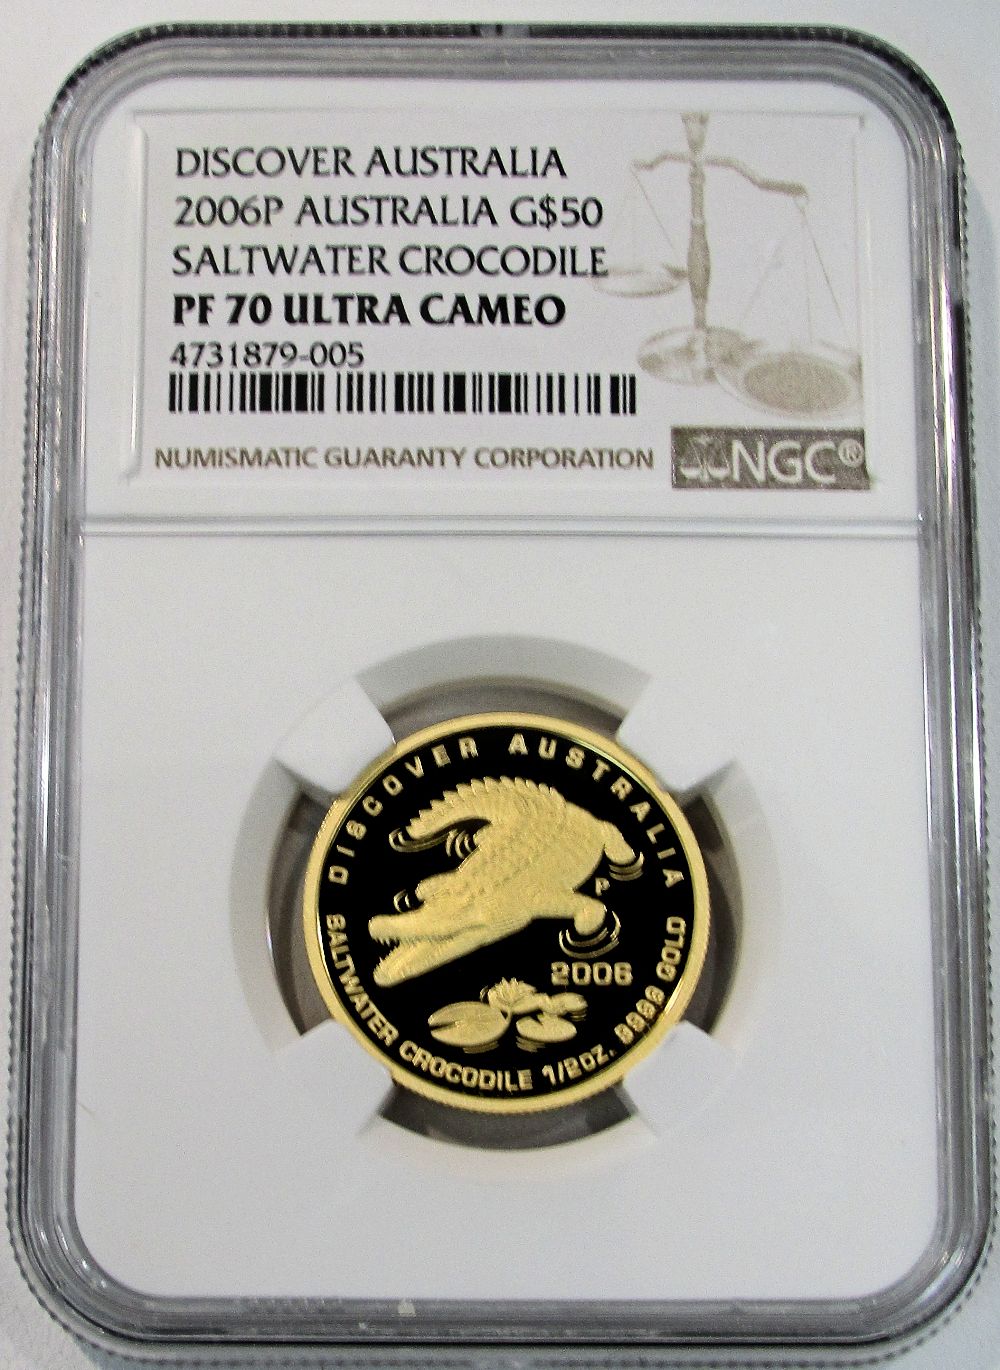 DISCOVER AUSTRALIA
2006P AUSTRALIA G$50
SALTWATER CROCODILE
PF 70 ULTRA CAMEO
4731879-005
NUMISMATIC GUARANTY CORPORATION
NGC®
DISCOVER AUSTRALIA
P
2006
SALTWATER CROCODILE 1/2OZ. 9999 GOLD